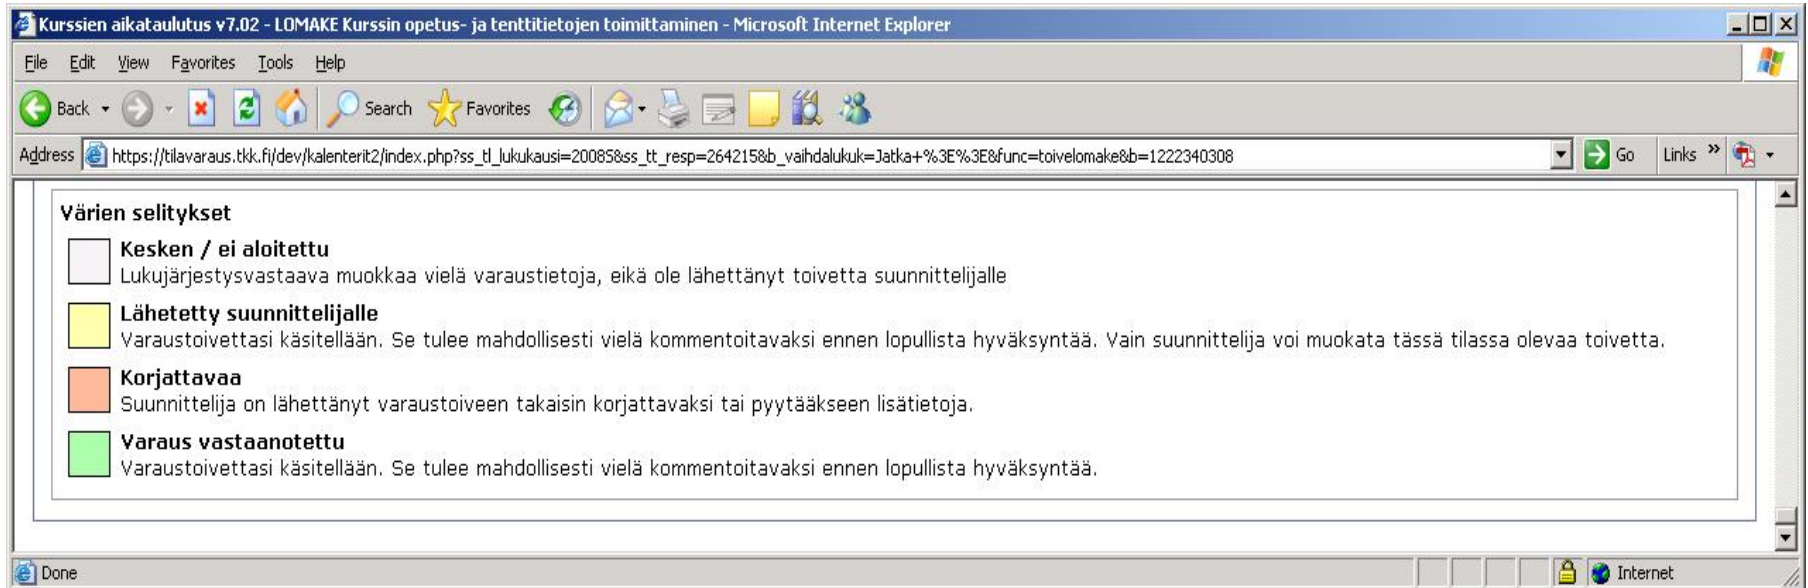 Kurssien aikataulutus v7.02 - LOMAKE Kurssin opetus- ja tenttitietojen toimittaminen - Microsoft Internet Explorer
File Edit View Favorites Tools Help
Back Search Favorites
Address https://tilavaraus.tkk.fi/dev/kalenterit2/index.php?ss_tl_lukukausi=2008S&ss_tt_resp=264215&b_vaihdalukuk=Jatka+%3E%3E&func=toivelomake&b=1222340308 Go Links »
Värien selitykset
Kesken / ei aloitettu
Lukujärjestysvastaava muokkaa vielä varaustietoja, eikä ole lähettänyt toivetta suunnittelijalle
Lähetetty suunnittelijalle
Varaustoivettasi käsitellään. Se tulee mahdollisesti vielä kommentoitavaksi ennen lopullista hyväksyntää. Vain suunnittelija voi muokata tässä tilassa olevaa toivetta.
Korjattavaa
Suunnittelija on lähettänyt varaustoiveen takaisin korjattavaksi tai pyytääkseen lisätietoja.
Varaus vastaanotettu
Varaustoivettasi käsitellään. Se tulee mahdollisesti vielä kommentoitavaksi ennen lopullista hyväksyntää.
Done Internet